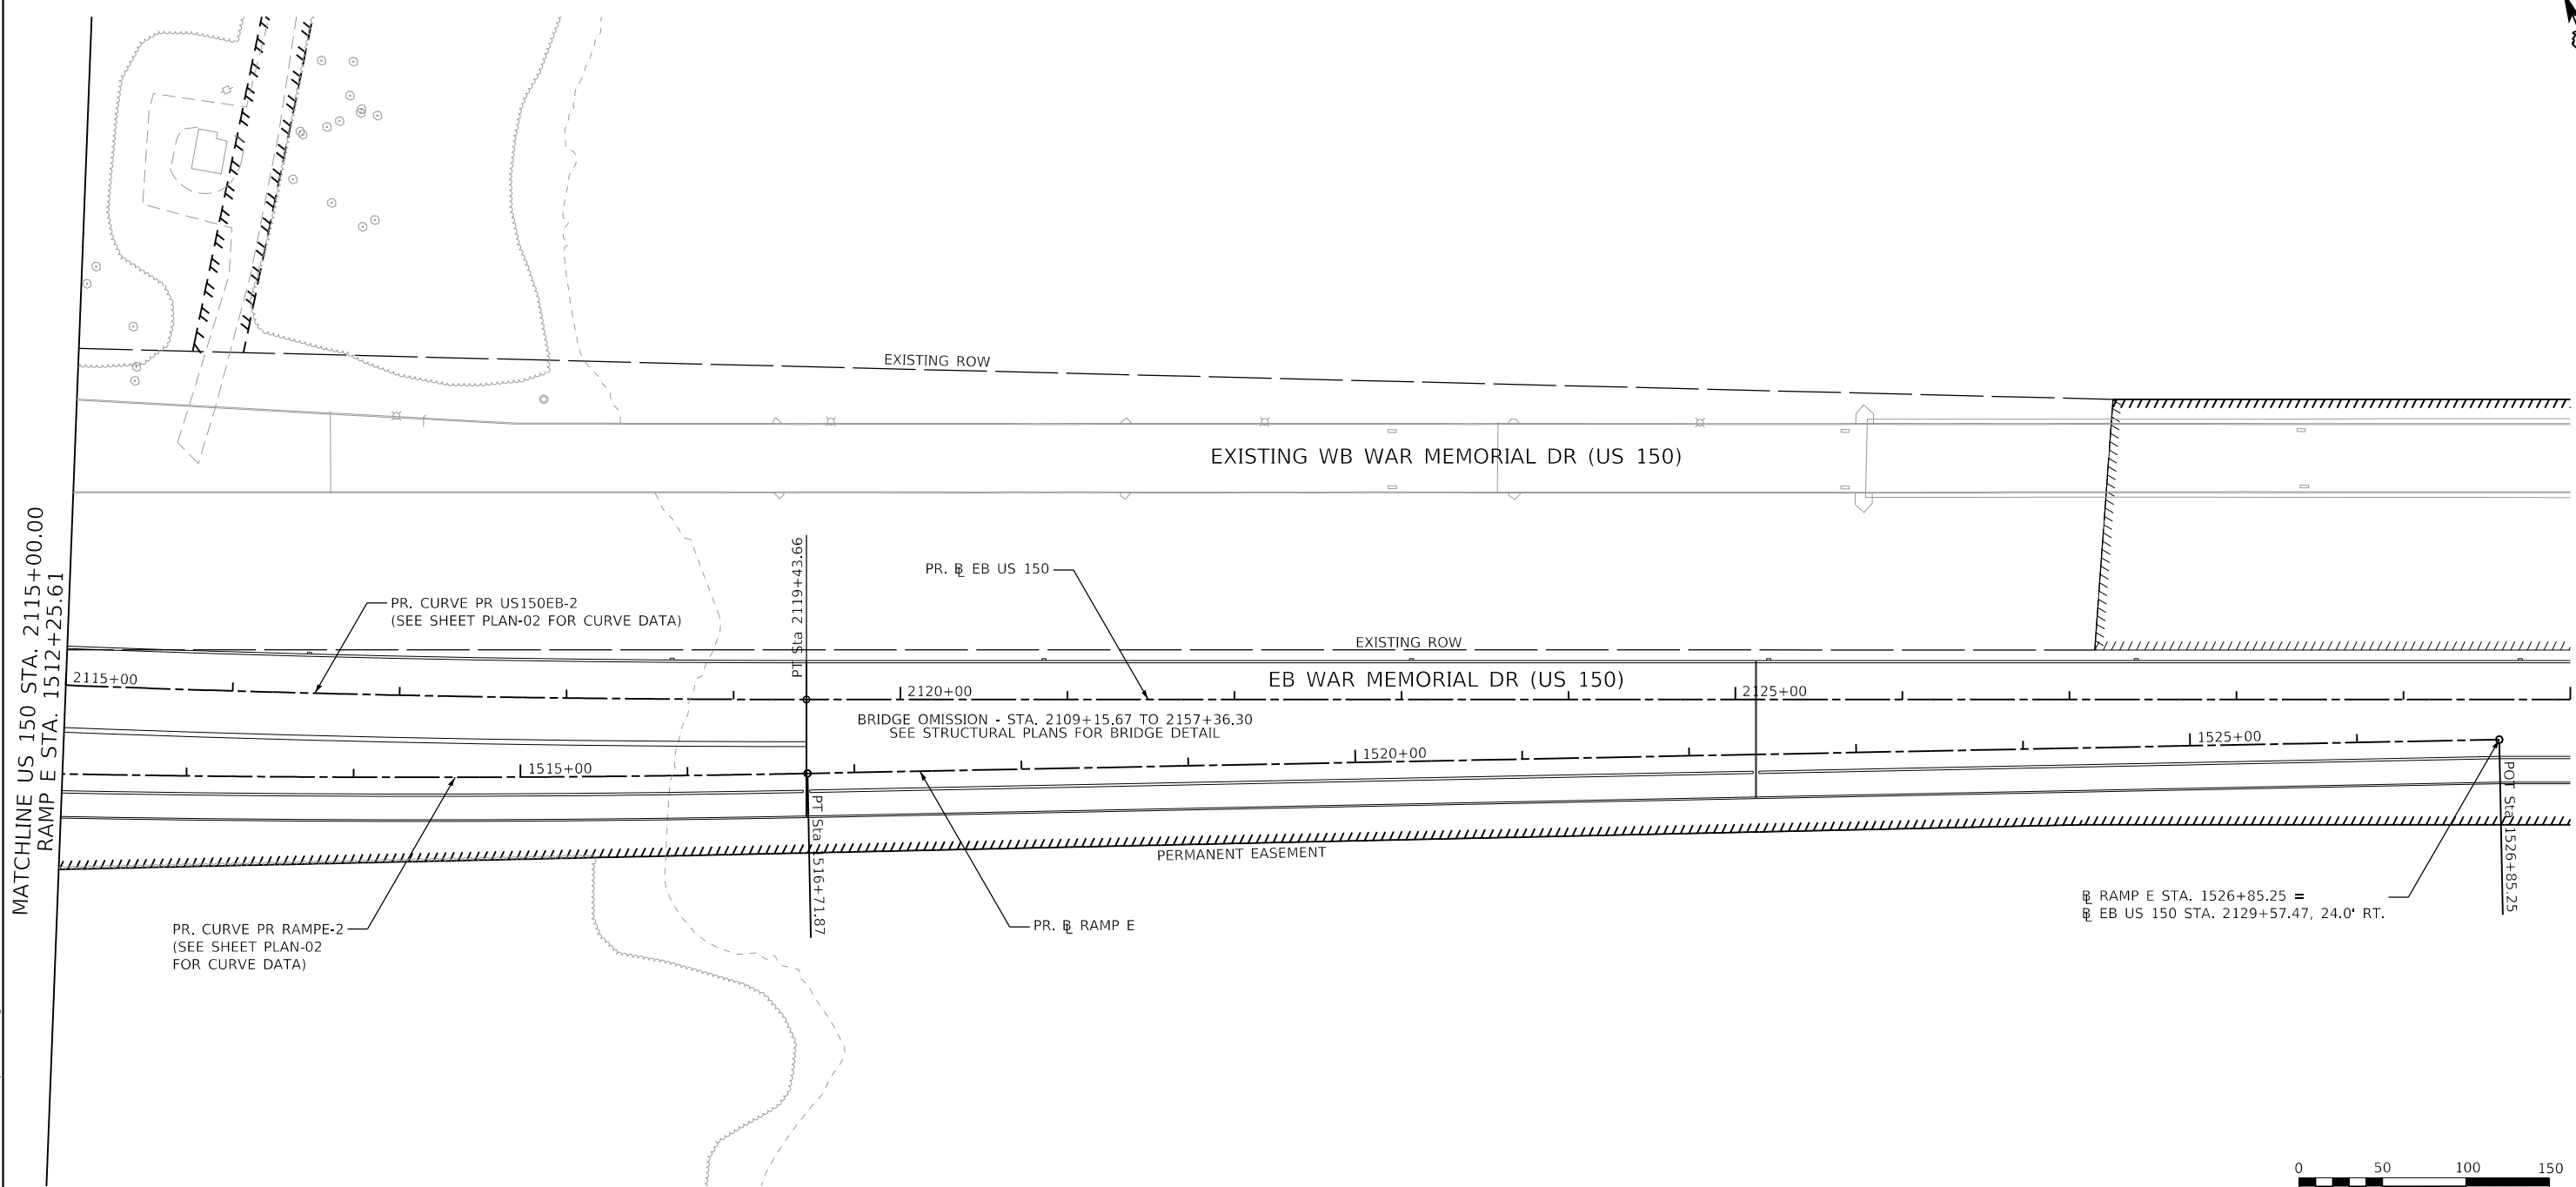 EXISTING ROW
EXISTING WB WAR MEMORIAL DR (US 150)
MATCHLINE US 150 STA. 2115+00.00
RAMP E STA. 1512+25.61
PT Sta 2119+43.66
PR. ℄ EB US 150
PR. CURVE PR US150EB-2
(SEE SHEET PLAN-02 FOR CURVE DATA)
EXISTING ROW
2115+00
EB WAR MEMORIAL DR (US 150)
2120+00
2125+00
BRIDGE OMISSION - STA. 2109+15.67 TO 2157+36.30
SEE STRUCTURAL PLANS FOR BRIDGE DETAIL
1515+00
1520+00
1525+00
PT Sta 1516+71.87
POT Sta 1526+85.25
PERMANENT EASEMENT
PR. CURVE PR RAMPE-2
(SEE SHEET PLAN-02
FOR CURVE DATA)
PR. BL RAMP E
BL RAMP E STA. 1526+85.25 =
BL EB US 150 STA. 2129+57.47, 24.0' RT.
0 50 100 150